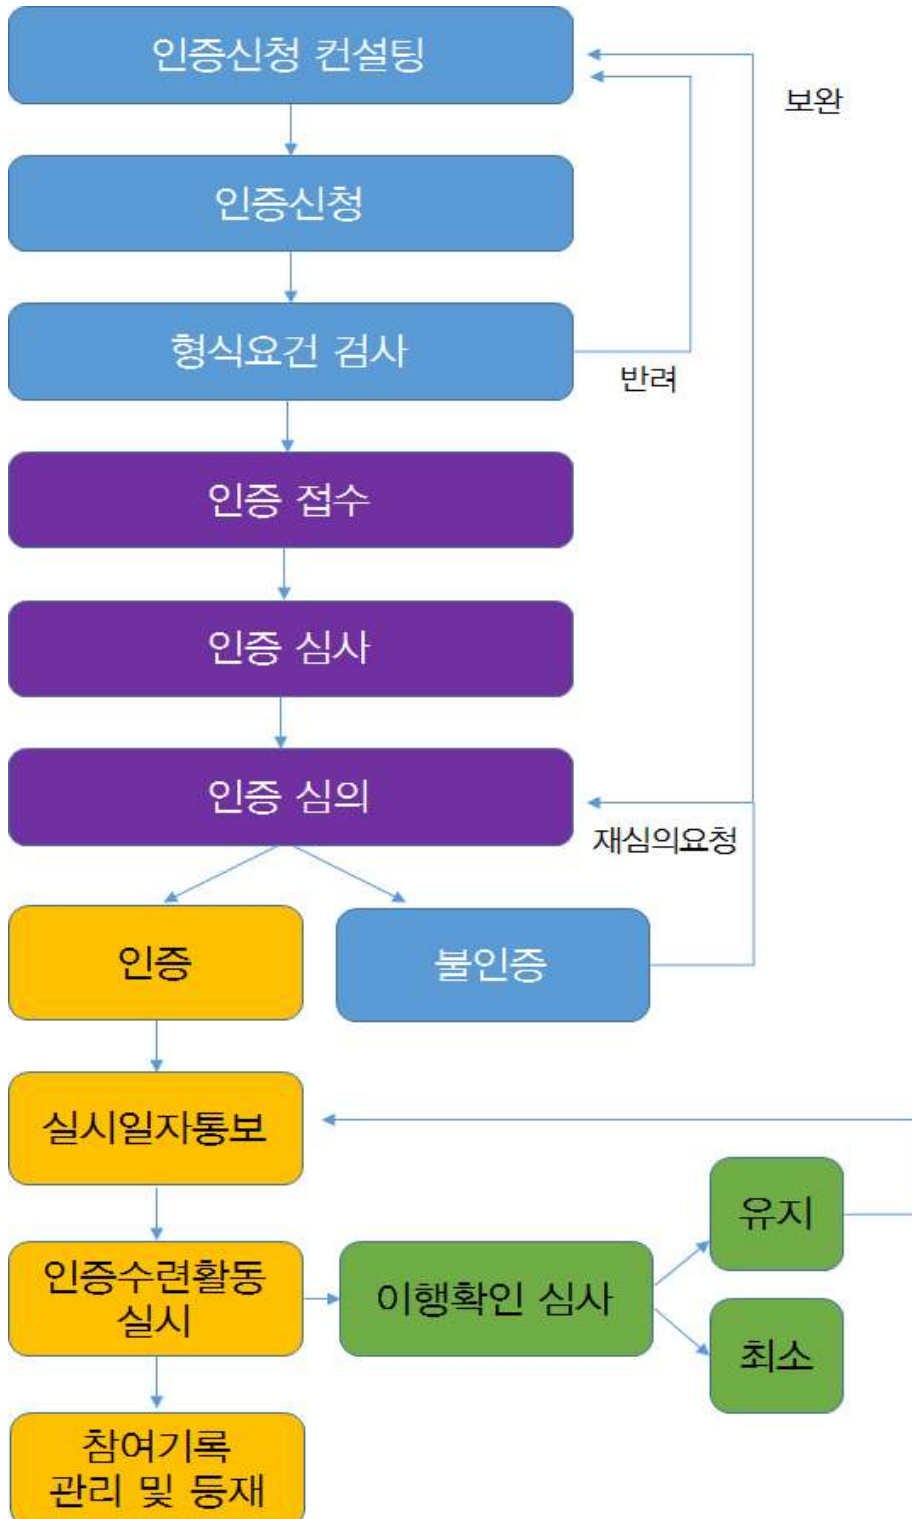 인증신청 컨설팅
보완
인증신청
형식요건 검사
반려
인증 접수
인증 심사
인증 심의
재심의요청
인증
불인증
실시일자통보
유지
인증수련활동
실시
이행확인 심사
최소
참여기록
관리 및 등재